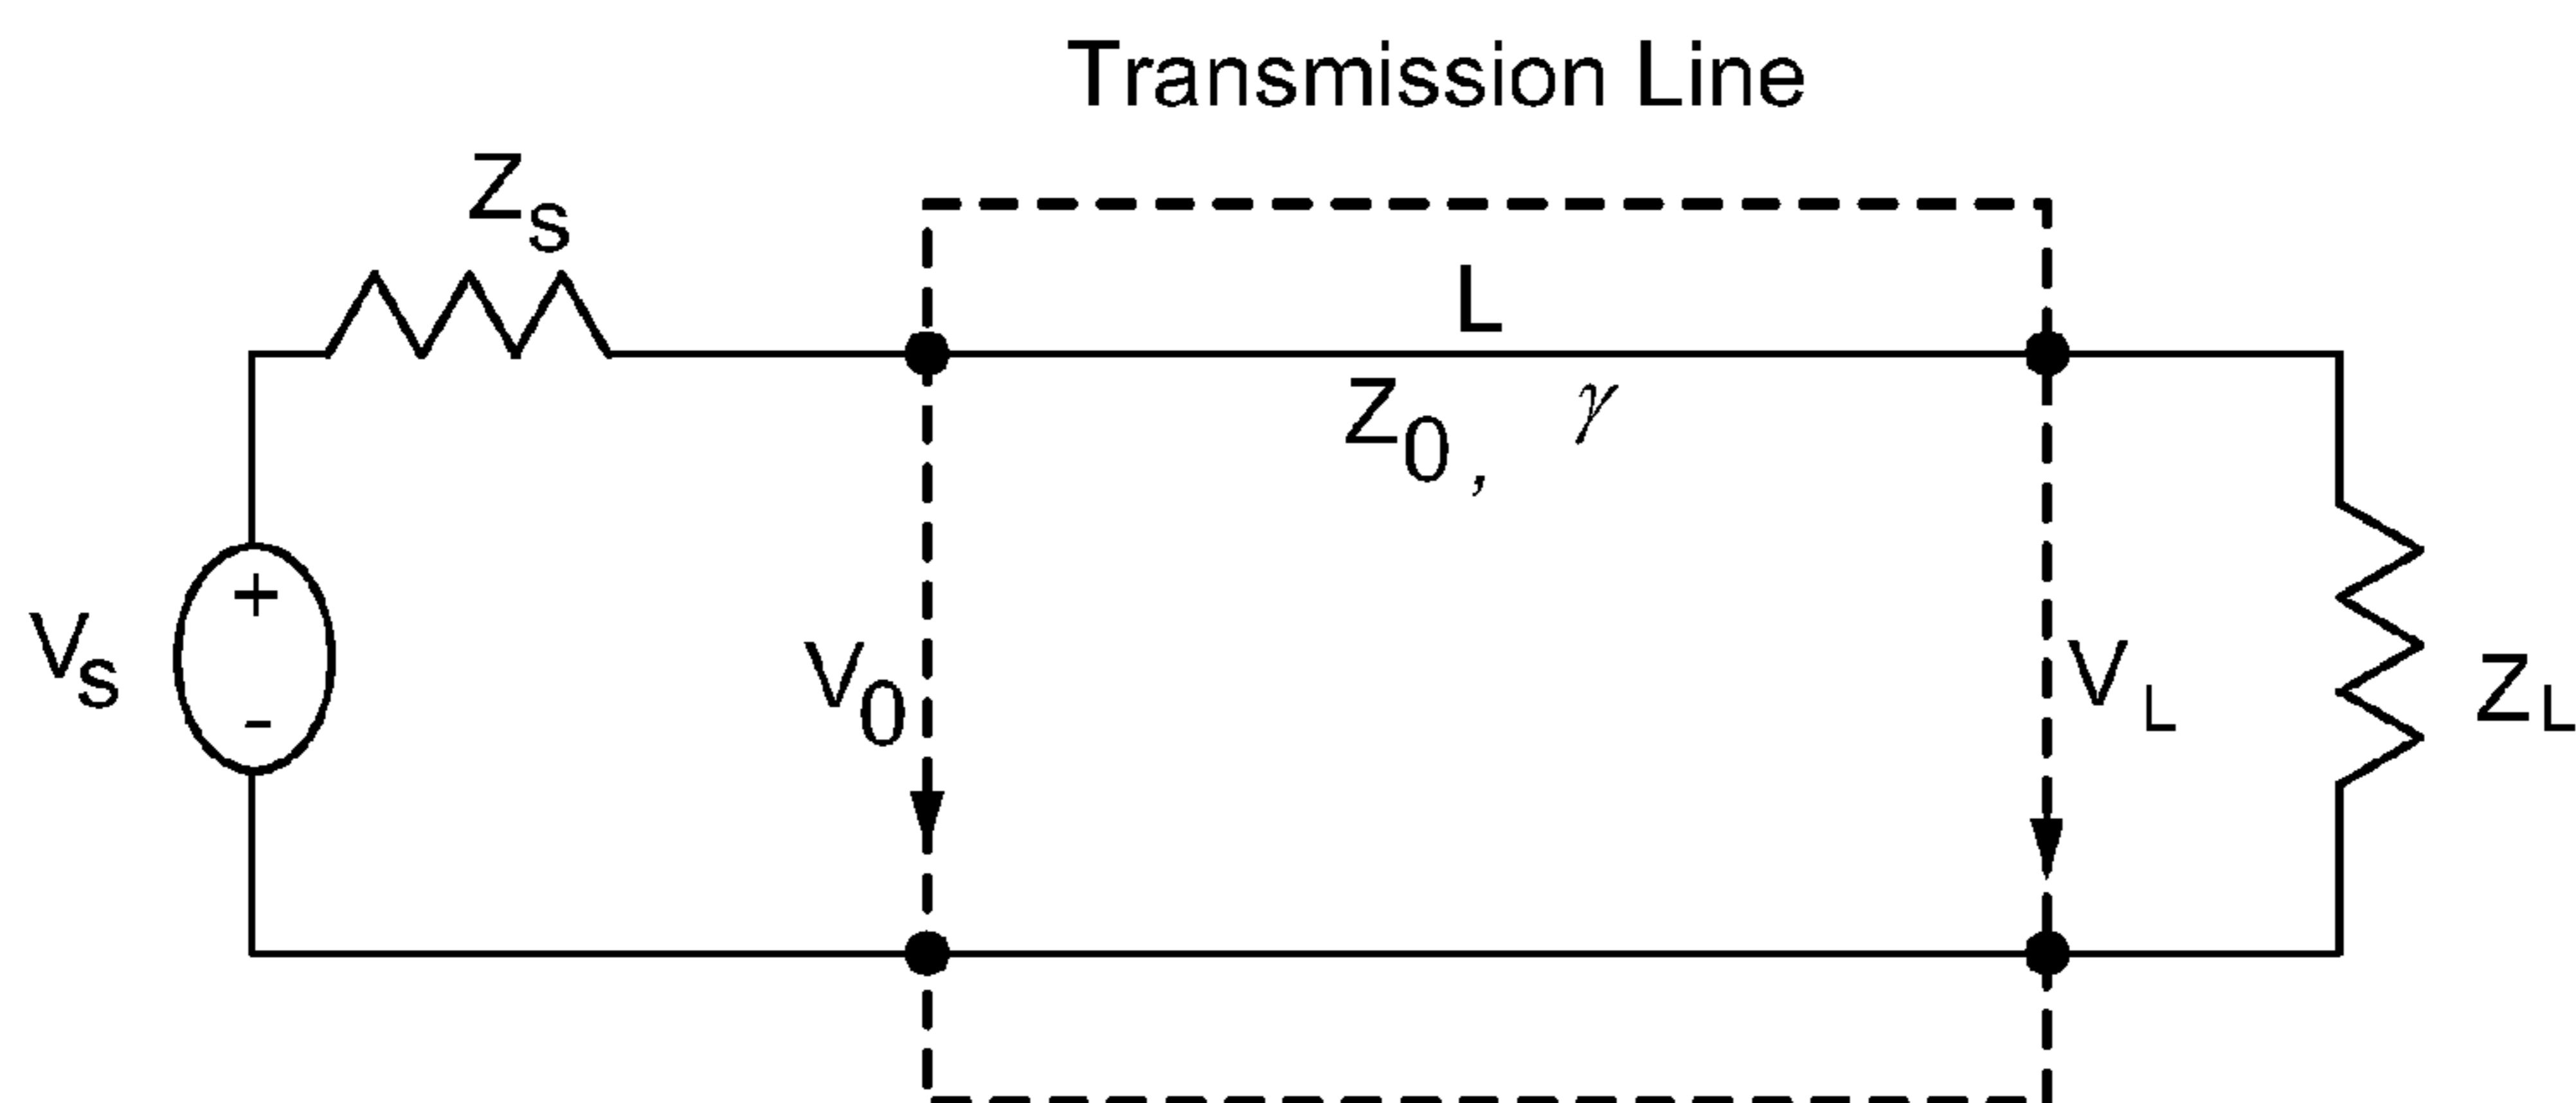 Transmission Line
Zs
L
Z0, γ
+
Vs
-
V0
VL
ZL